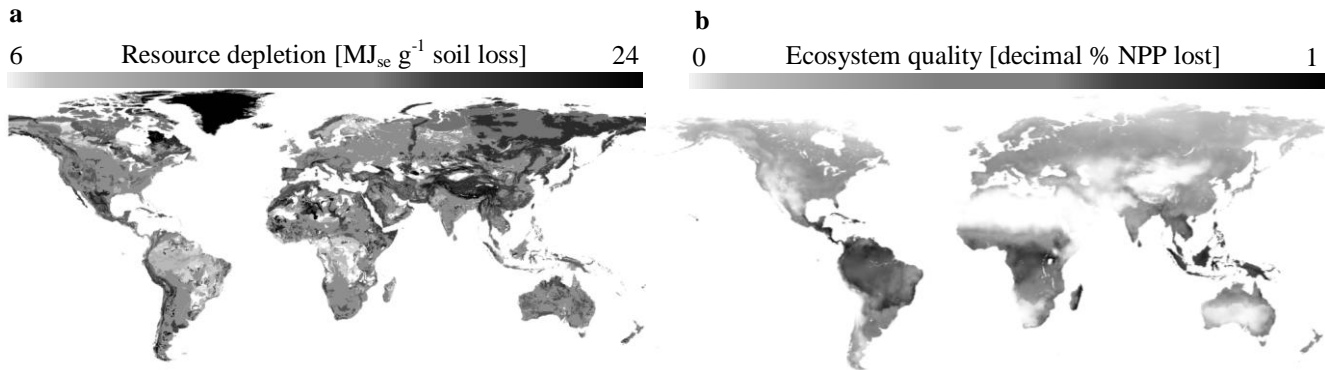 a
6 Resource depletion [MJse g-1 soil loss] 24
b
0 Ecosystem quality [decimal % NPP lost] 1